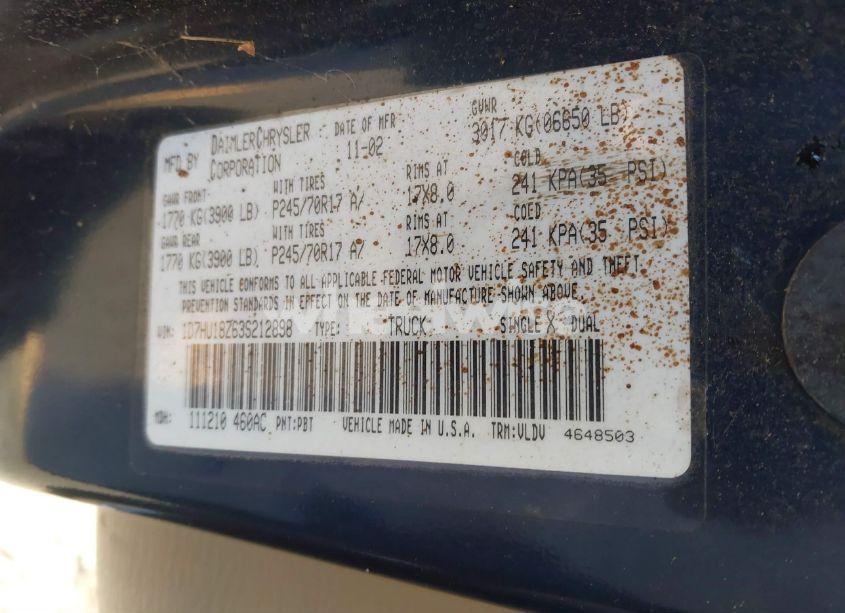 MFD BY DAIMLERCHRYSLER CORPORATION DATE OF MFR 11-02 GVWR 3017 KG(06650 LB)
GAWR FRONT WITH TIRES RIMS AT COLD
1770 KG(3900 LB) P245/70R17 A/ 17X8.0 241 KPA(35 PSI)
GAWR REAR WITH TIRES RIMS AT COLD
1770 KG(3900 LB) P245/70R17 A/ 17X8.0 241 KPA(35 PSI)
THIS VEHICLE CONFORMS TO ALL APPLICABLE FEDERAL MOTOR VEHICLE SAFETY AND THEFT
PREVENTION STANDARDS IN EFFECT ON THE DATE OF MANUFACTURE SHOWN ABOVE.
VIN: 1D7HU18Z63S212898 TYPE: TRUCK SINGLE X DUAL
MDH: 111210 460AC PNT:PBT VEHICLE MADE IN U.S.A. TRM:VLDV 4648503